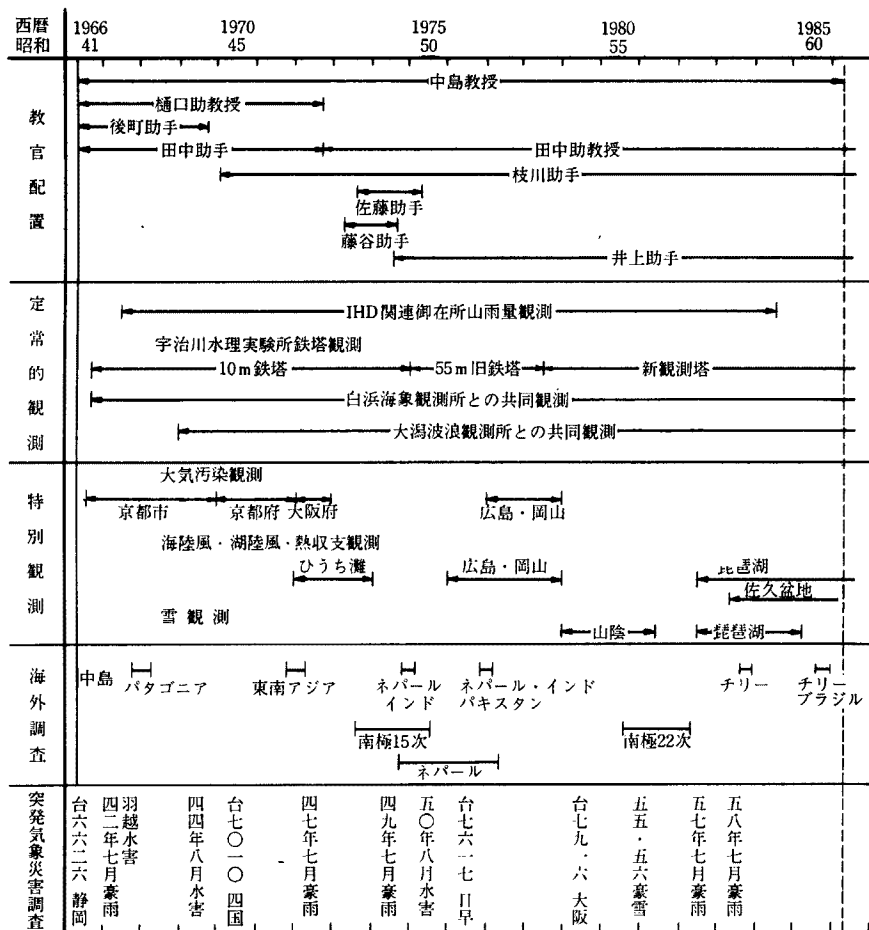 西暦 1966 1970 1975 1980 1985
昭和 41 45 50 55 60
教官配置
中島教授
樋口助教授
後町助手
田中助手 田中助教授
枝川助手
佐藤助手
藤谷助手
井上助手
定常的観測
IHD関連御在所山雨量観測
宇治川水理実験所鉄塔観測
10m鉄塔 55m旧鉄塔 新観測塔
白浜海象観測所との共同観測
大潟波浪観測所との共同観測
特別観測
大気汚染観測
京都市 京都府 大阪府 広島・岡山
海陸風・湖陸風・熱収支観測
ひうち灘 広島・岡山 琵琶湖
佐久盆地
雪観測
山陰 琵琶湖
海外調査
中島
パタゴニア 東南アジア ネパール ネパール・インド チリー チリー
インド パキスタン ブラジル
南極15次 南極22次
ネパール
突発気象災害調査
台六六二六 静岡
四二年七月豪雨
羽越水害
四四年八月水害
台七〇一〇 四国
四七年七月豪雨
四九年七月豪雨
五〇年八月水害
台七六一七 日早
台七九・六 大阪
五五・五六豪雪
五七年七月豪雨
五八年七月豪雨